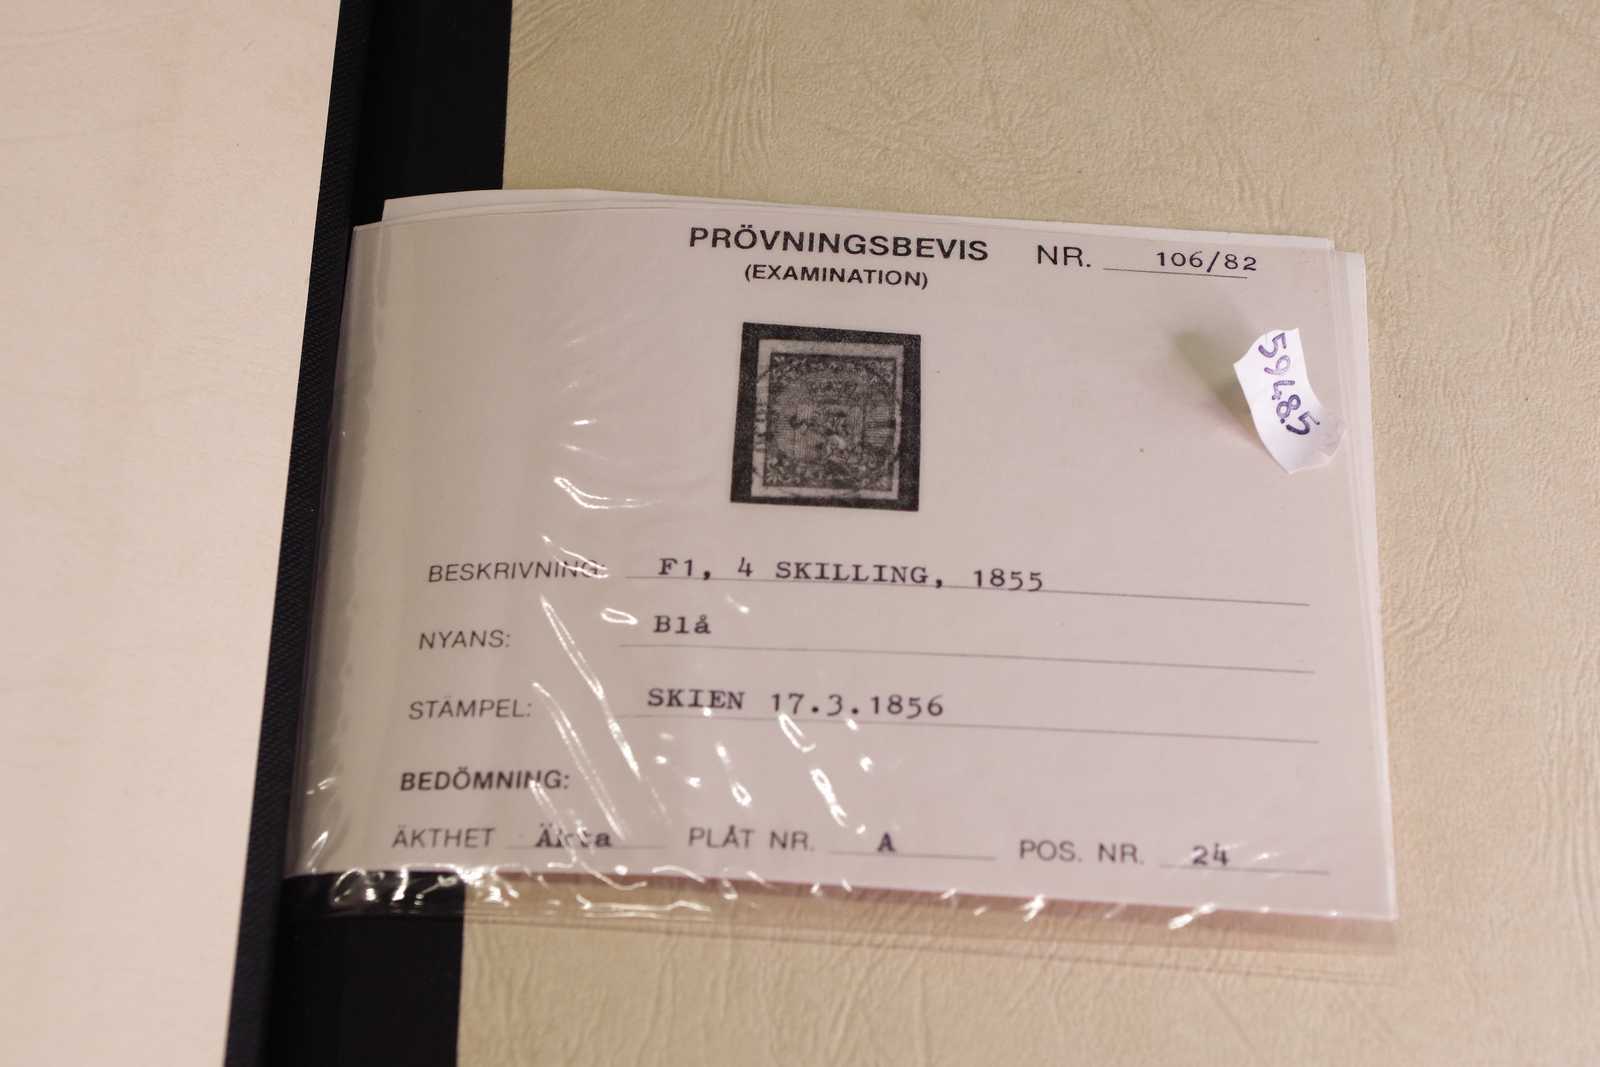 PRÖVNINGSBEVIS NR. 106/82
(EXAMINATION)
59485
BESKRIVNING: F1, 4 SKILLING, 1855
NYANS: Blå
STÄMPEL: SKIEN 17.3.1856
BEDÖMNING:
ÄKTHET Äkta PLÅT NR. A POS. NR. 24